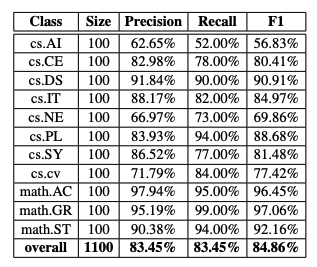 Class Size Precision Recall F1
cs.AI 100 62.65% 52.00% 56.83%
cs.CE 100 82.98% 78.00% 80.41%
cs.DS 100 91.84% 90.00% 90.91%
cs.IT 100 88.17% 82.00% 84.97%
cs.NE 100 66.97% 73.00% 69.86%
cs.PL 100 83.93% 94.00% 88.68%
cs.SY 100 86.52% 77.00% 81.48%
cs.cv 100 71.79% 84.00% 77.42%
math.AC 100 97.94% 95.00% 96.45%
math.GR 100 95.19% 99.00% 97.06%
math.ST 100 90.38% 94.00% 92.16%
overall 1100 83.45% 83.45% 84.86%